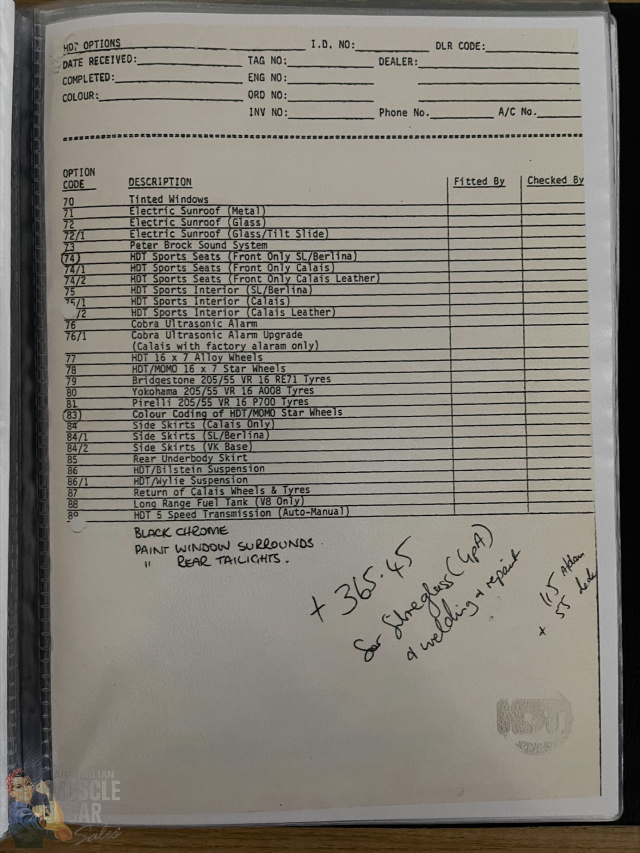 HDT OPTIONS I.D. NO: DLR CODE:
DATE RECEIVED: TAG NO: DEALER:
COMPLETED: ENG NO:
COLOUR: ORD NO:
INV NO: Phone No. A/C No.
OPTION
CODE DESCRIPTION Fitted By Checked By
70 Tinted Windows
71 Electric Sunroof (Metal)
72 Electric Sunroof (Glass)
72/1 Electric Sunroof (Glass/Tilt Slide)
73 Peter Brock Sound System
74 HDT Sports Seats (Front Only SL/Berlina)
74/1 HDT Sports Seats (Front Only Calais)
74/2 HDT Sports Seats (Front Only Calais Leather)
75 HDT Sports Interior (SL/Berlina)
75/1 HDT Sports Interior (Calais)
/2 HDT Sports Interior (Calais Leather)
76 Cobra Ultrasonic Alarm
76/1 Cobra Ultrasonic Alarm Upgrade
(Calais with factory alaram only)
77 HDT 16 x 7 Alloy Wheels
78 HDT/MOMO 16 x 7 Star Wheels
79 Bridgestone 205/55 VR 16 RE71 Tyres
80 Yokohama 205/55 VR 16 A008 Tyres
81 Pirelli 205/55 VR 16 P700 Tyres
83 Colour Coding of HDT/MOMO Star Wheels
84 Side Skirts (Calais Only)
84/1 Side Skirts (SL/Berlina)
84/2 Side Skirts (VK Base)
85 Rear Underbody Skirt
86 HDT/Bilstein Suspension
86/1 HDT/Wylie Suspension
87 Return of Calais Wheels & Tyres
88 Long Range Fuel Tank (V8 Only)
89 HDT 5 Speed Transmission (Auto-Manual)
BLACK CHROME
PAINT WINDOW SURROUNDS.
" REAR TAILIGHTS.
+ 365.45
for fibreglass (GpA)
& welding & repaint
115
+ 55
HDT
AUSTRALIAN
MUSCLE
CAR
Sales